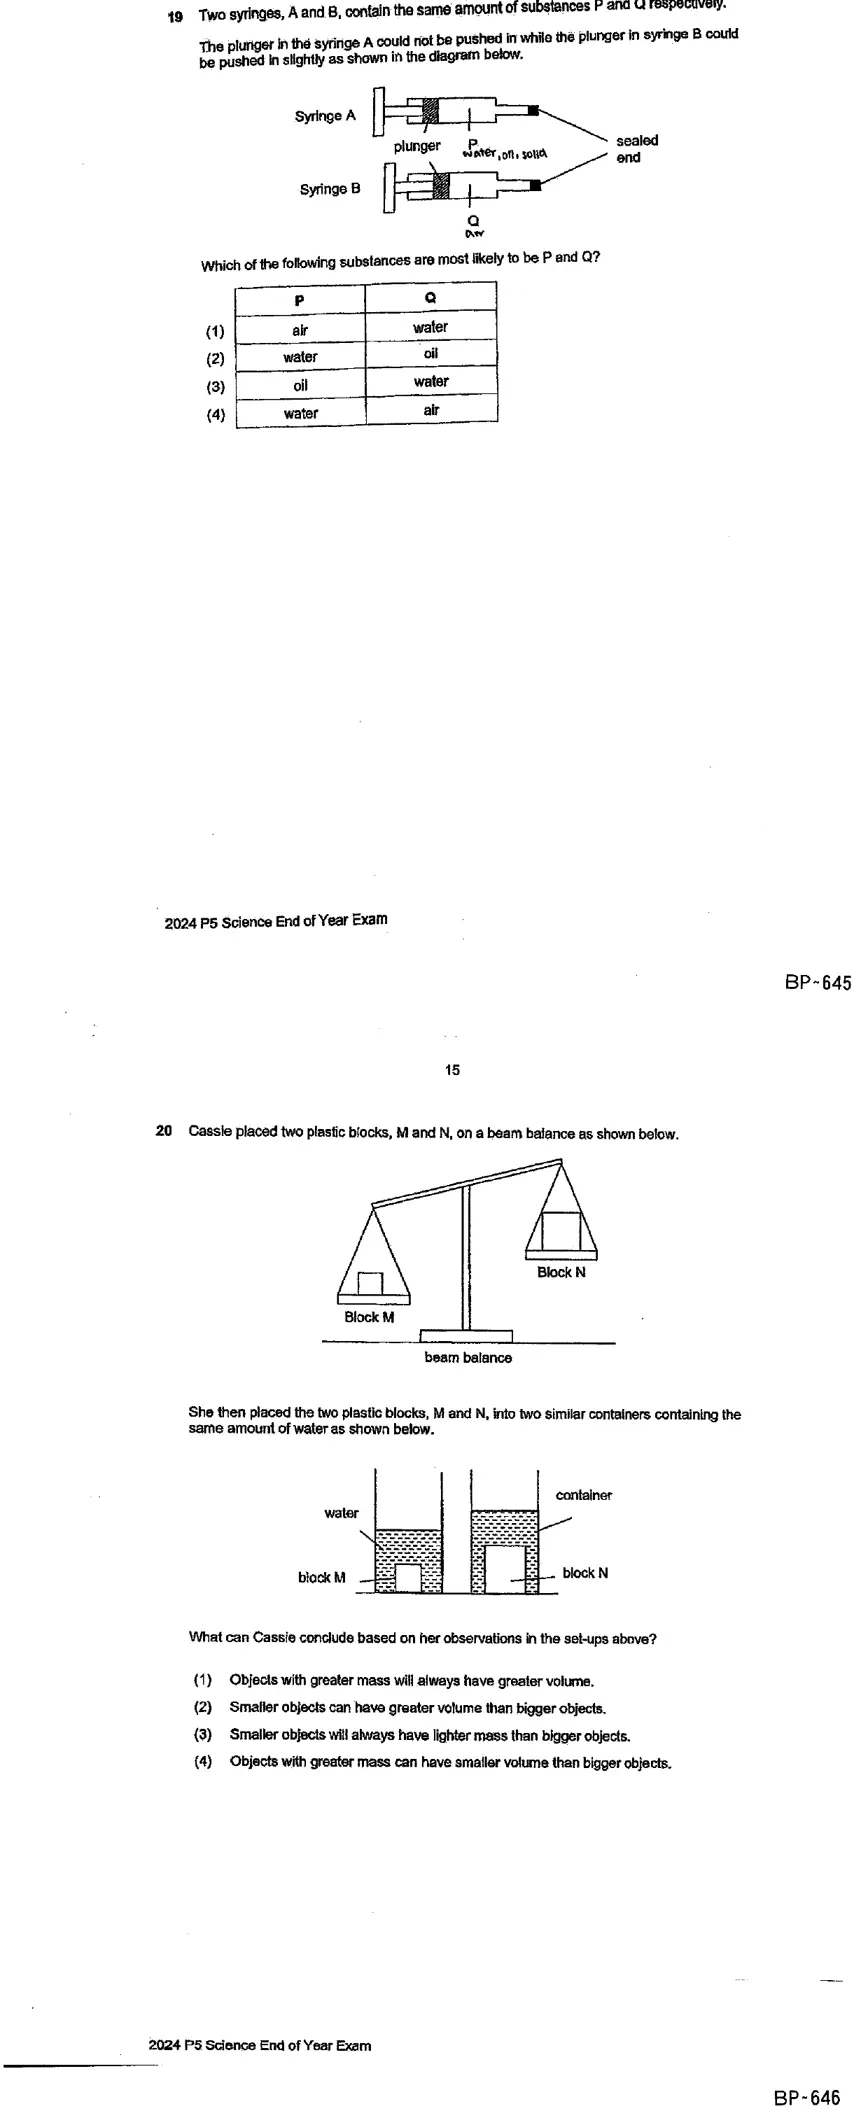 19 Two syringes, A and B, contain the same amount of substances P and Q respectively.
The plunger in the syringe A could not be pushed in while the plunger in syringe B could
be pushed in slightly as shown in the diagram below.
Syringe A
plunger
P
water, oil, solid
sealed
end
Syringe B
Q
air
Which of the following substances are most likely to be P and Q?
P Q
(1) air water
(2) water oil
(3) oil water
(4) water air
2024 P5 Science End of Year Exam
BP-645
15
20 Cassie placed two plastic blocks, M and N, on a beam balance as shown below.
Block N
Block M
beam balance
She then placed the two plastic blocks, M and N, into two similar containers containing the
same amount of water as shown below.
container
water
block M
block N
What can Cassie conclude based on her observations in the set-ups above?
(1) Objects with greater mass will always have greater volume.
(2) Smaller objects can have greater volume than bigger objects.
(3) Smaller objects will always have lighter mass than bigger objects.
(4) Objects with greater mass can have smaller volume than bigger objects.
2024 P5 Science End of Year Exam
BP-646